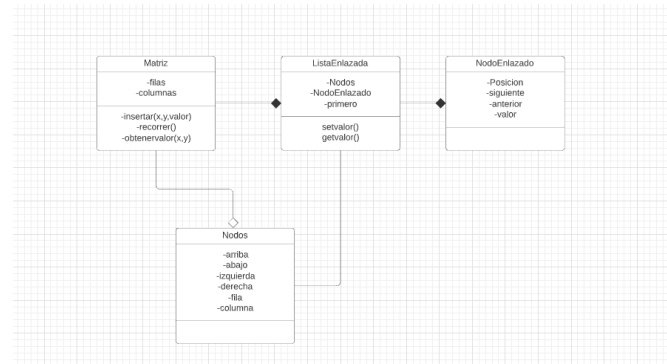 Matriz
-filas
-columnas
-insertar(x,y,valor)
-recorrer()
-obtenervalor(x,y)
ListaEnlazada
-Nodos
-NodoEnlazado
-primero
setvalor()
getvalor()
NodoEnlazado
-Posicion
-siguiente
-anterior
-valor
Nodos
-arriba
-abajo
-izquierda
-derecha
-fila
-columna